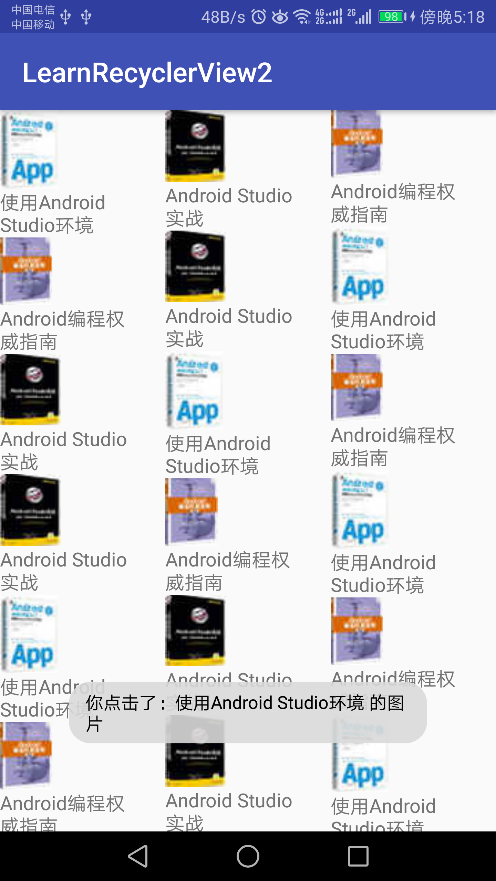 中国电信
中国移动
48B/s
4G
2G
2G
98
傍晚5:18
LearnRecyclerView2
App
使用Android
Studio环境
Android Studio
实战
Android编程权
威指南
Android编程权
威指南
Android Studio
实战
App
使用Android
Studio环境
Android Studio
实战
App
使用Android
Studio环境
Android编程权
威指南
Android Studio
实战
Android编程权
威指南
App
使用Android
Studio环境
App
使用An
Studio环
Android Studio
Android编程权
你点击了: 使用Android Studio环境 的图
片
Android编程权
威指南
Android Studio
实战
App
使用Android
Studio环境